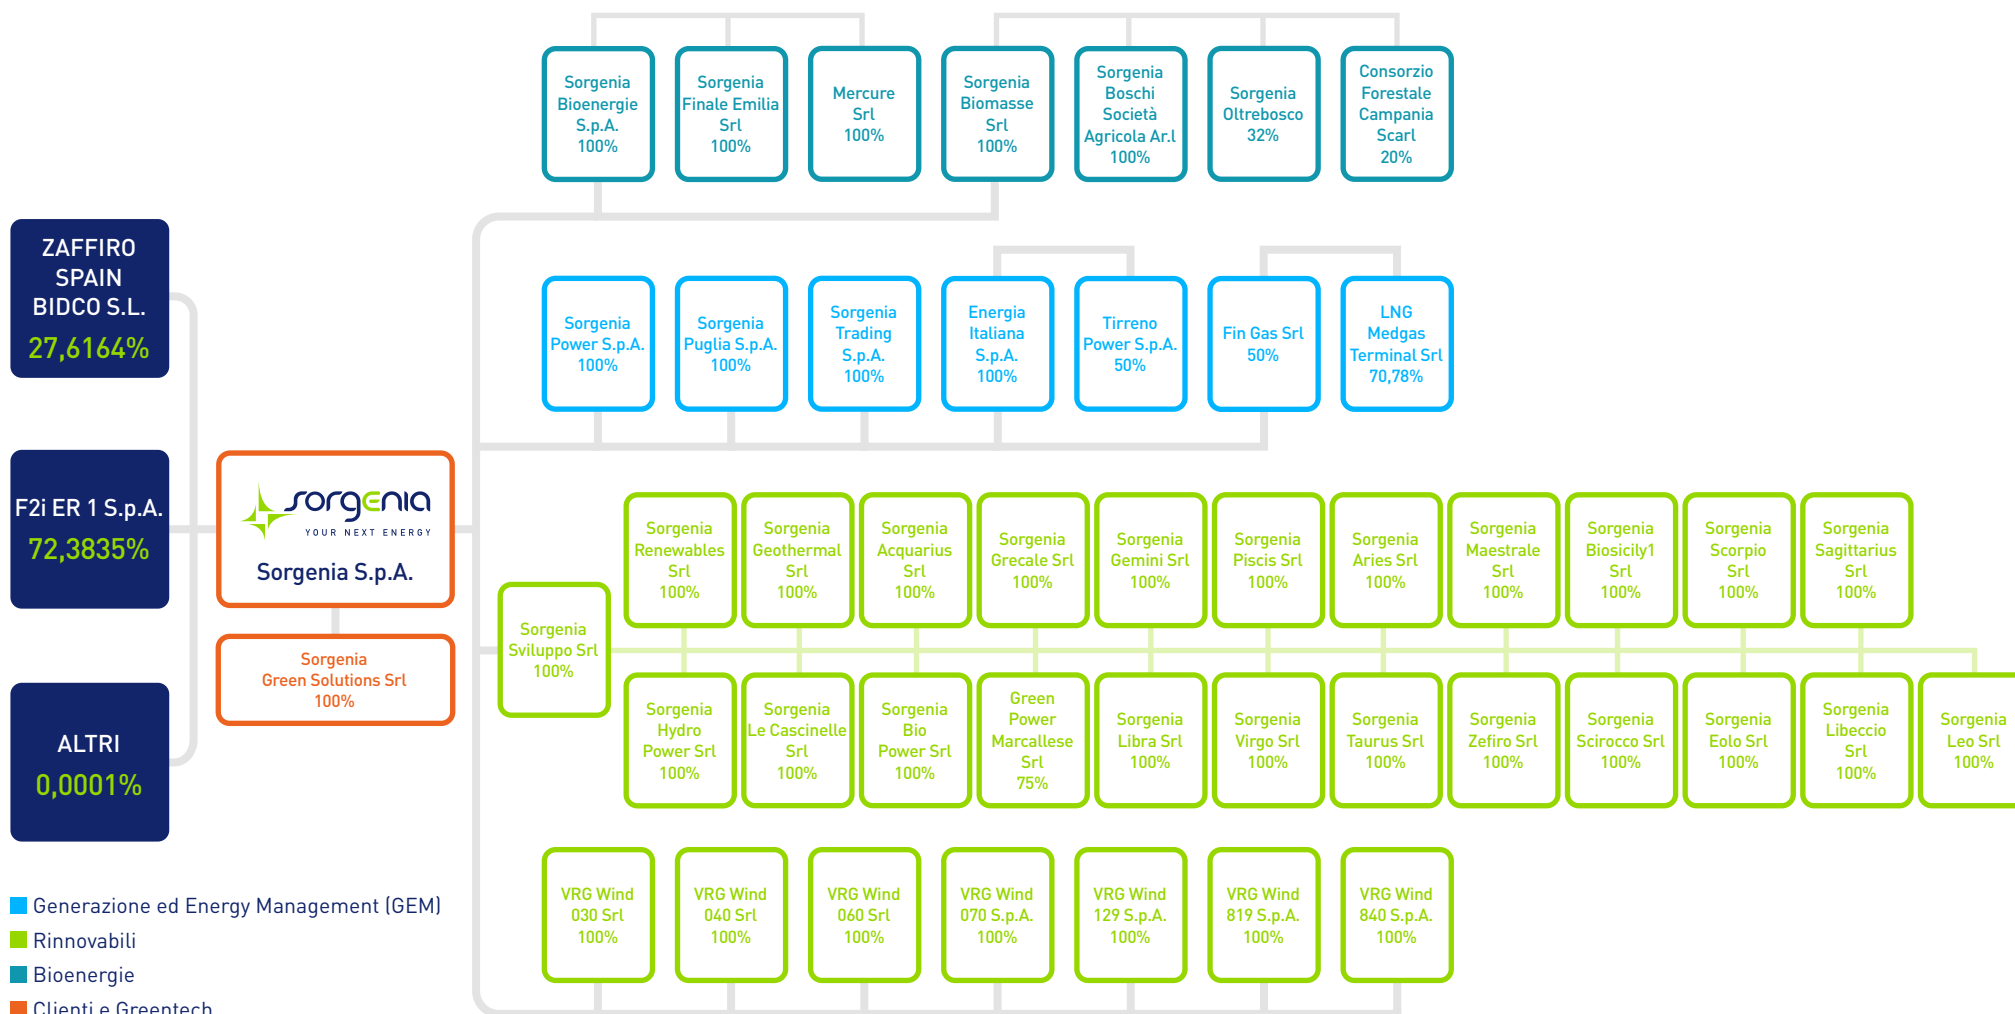 Sorgenia
Bioenergie
S.p.A.
100%
Sorgenia
Finale Emilia
Srl
100%
Mercure
Srl
100%
Sorgenia
Biomasse
Srl
100%
Sorgenia
Boschi
Società
Agricola Ar.l
100%
Sorgenia
Oltrebosco
32%
Consorzio
Forestale
Campania
Scarl
20%
ZAFFIRO
SPAIN
BIDCO S.L.
27,6164%
F2i ER 1 S.p.A.
72,3835%
ALTRI
0,0001%
sorgenia
YOUR NEXT ENERGY
Sorgenia S.p.A.
Sorgenia
Green Solutions Srl
100%
Sorgenia
Power S.p.A.
100%
Sorgenia
Puglia S.p.A.
100%
Sorgenia
Trading
S.p.A.
100%
Energia
Italiana
S.p.A.
100%
Tirreno
Power S.p.A.
50%
Fin Gas Srl
50%
LNG
Medgas
Terminal Srl
70,78%
Sorgenia
Sviluppo Srl
100%
Sorgenia
Renewables
Srl
100%
Sorgenia
Geothermal
Srl
100%
Sorgenia
Acquarius
Srl
100%
Sorgenia
Grecale Srl
100%
Sorgenia
Gemini Srl
100%
Sorgenia
Piscis Srl
100%
Sorgenia
Aries Srl
100%
Sorgenia
Maestrale
Srl
100%
Sorgenia
Biosicily1
Srl
100%
Sorgenia
Scorpio
Srl
100%
Sorgenia
Sagittarius
Srl
100%
Sorgenia
Hydro
Power Srl
100%
Sorgenia
Le Cascinelle
Srl
100%
Sorgenia
Bio
Power Srl
100%
Green
Power
Marcallese
Srl
75%
Sorgenia
Libra Srl
100%
Sorgenia
Virgo Srl
100%
Sorgenia
Taurus Srl
100%
Sorgenia
Zefiro Srl
100%
Sorgenia
Scirocco Srl
100%
Sorgenia
Eolo Srl
100%
Sorgenia
Libeccio
Srl
100%
Sorgenia
Leo Srl
100%
VRG Wind
030 Srl
100%
VRG Wind
040 Srl
100%
VRG Wind
060 Srl
100%
VRG Wind
070 S.p.A.
100%
VRG Wind
129 S.p.A.
100%
VRG Wind
819 S.p.A.
100%
VRG Wind
840 S.p.A.
100%
Generazione ed Energy Management (GEM)
Rinnovabili
Bioenergie
Clienti e Greentech